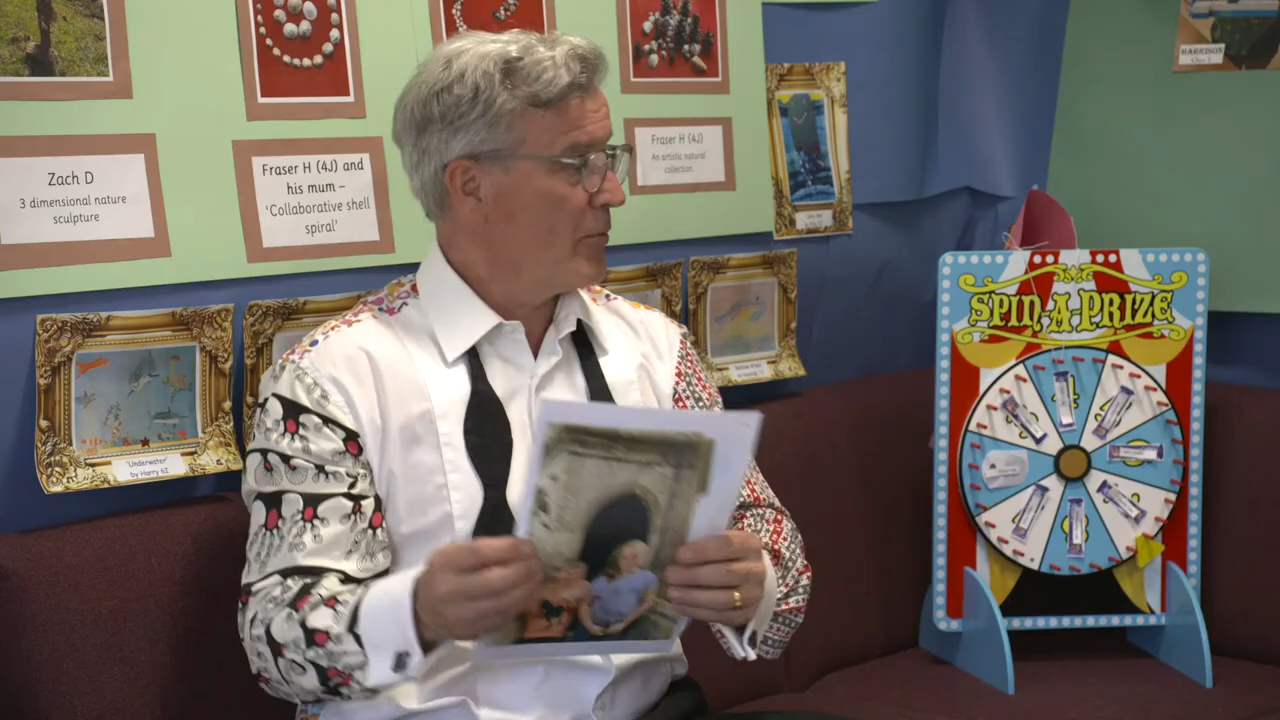 HARRISON
Zach D
3 dimensional nature
sculpture
Fraser H (4J) and
his mum –
‘Collaborative shell
spiral’
Fraser H (4J)
An artistic natural
collection.
SPIN-A-PRIZE
‘Underwater’
by Harry 6I